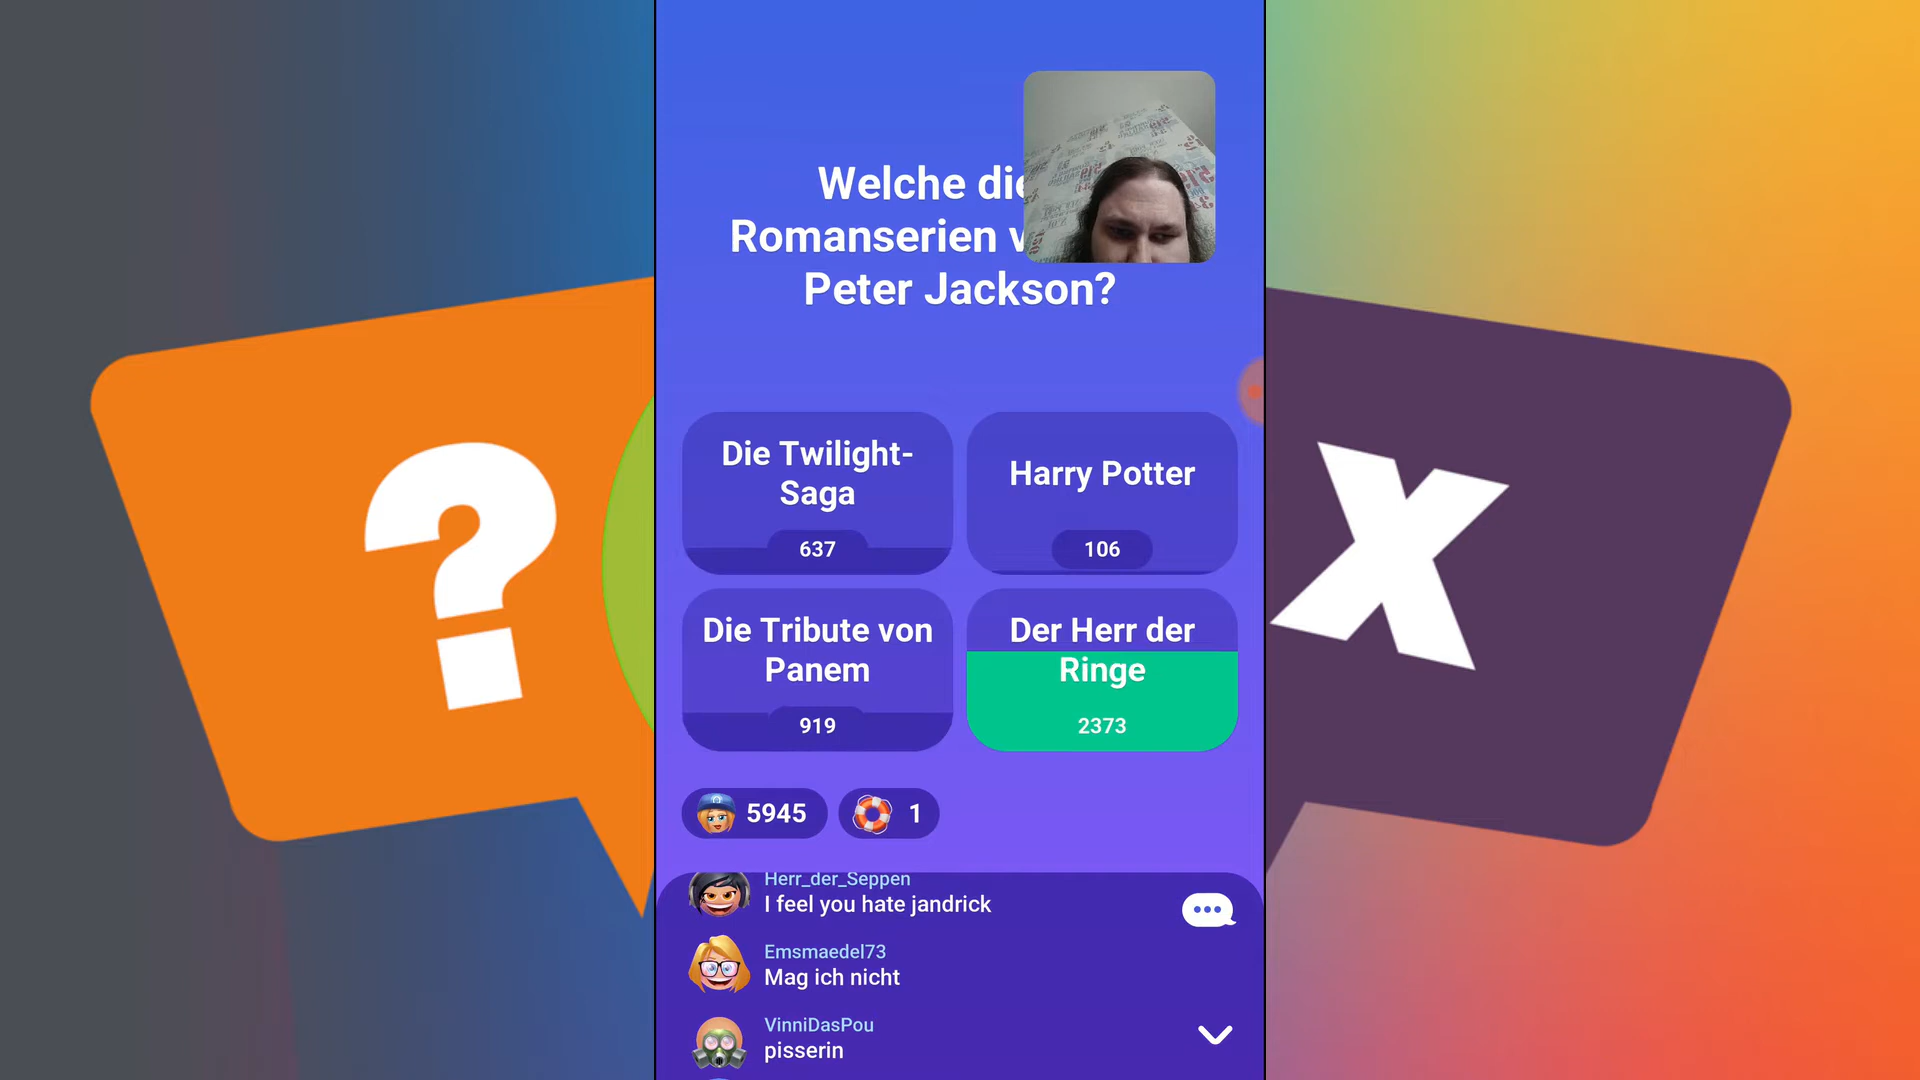 Welche
Romanserien
Peter Jackson?
Die Twilight-
Saga
637
Harry Potter
106
Die Tribute von
Panem
919
Der Herr der
Ringe
2373
5945
1
Herr_der_Seppen
I feel you hate jandrick
Emsmaedel73
Mag ich nicht
VinniDasPou
pisserin
?
X